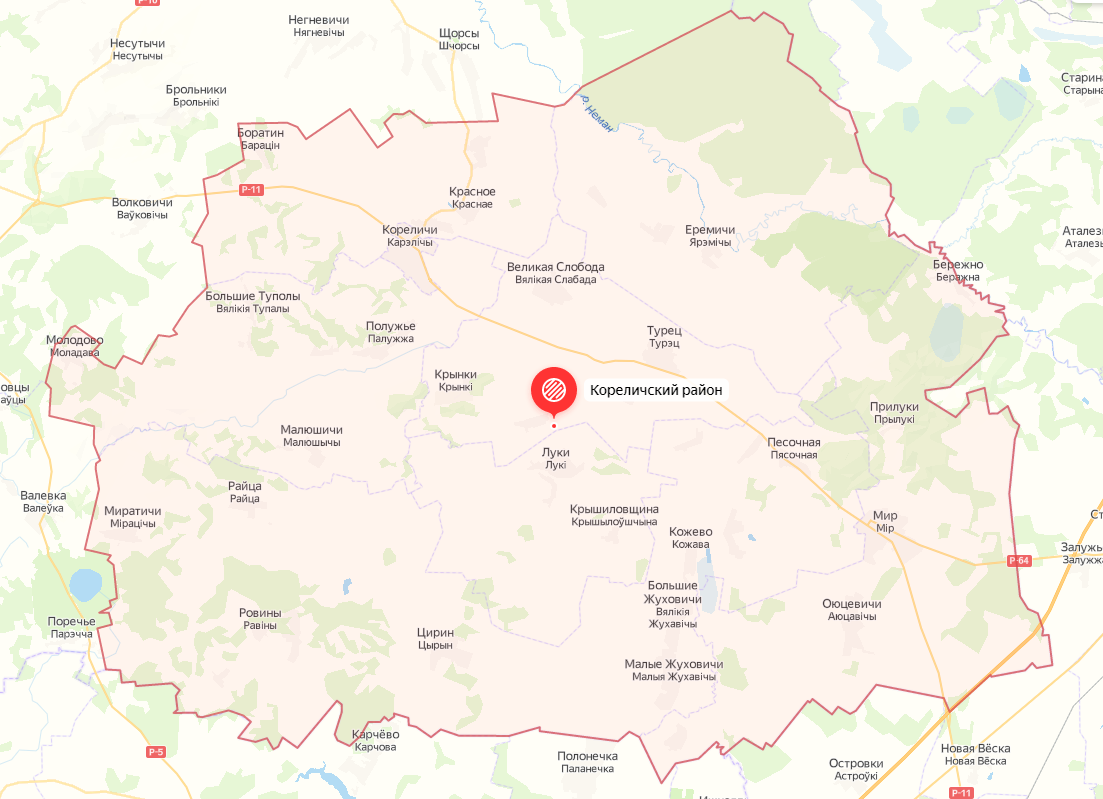 Р-10
Негневичи
Нягневічы
Щорсы
Шчорсы
Несутычи
Несутычы
Брольники
Брольнікі
р. Неман
Боратин
Барацін
Р-11
Волковичи
Ваўковічы
Красное
Краснае
Кореличи
Карэлічы
Еремичи
Ярэмічы
Бережно
Беражна
Великая Слобода
Вялікая Слабада
Большие Туполы
Вялікія Тупалы
Полужье
Палужжа
Турец
Турэц
Молодово
Моладава
Крынки
Крынкі
Кореличский район
Прилуки
Прылукі
Малюшичи
Малюшычы
Песочная
Пясочная
Луки
Лукі
Райца
Райца
Валевка
Валеўка
Миратичи
Мірацічы
Крышиловщина
Крышылоўшчына
Мир
Мір
Кожево
Кожава
Р-64
Большие
Жуховичи
Вялікія
Жухавічы
Оюцевичи
Аюцавічы
Ровины
Равіны
Поречье
Парэчча
Цирин
Цырын
Малые Жуховичи
Малыя Жухавічы
Карчёво
Карчова
Р-5
Полонечка
Паланечка
Новая Вёска
Новая Вёска
Островки
Астроўкі
Р-11